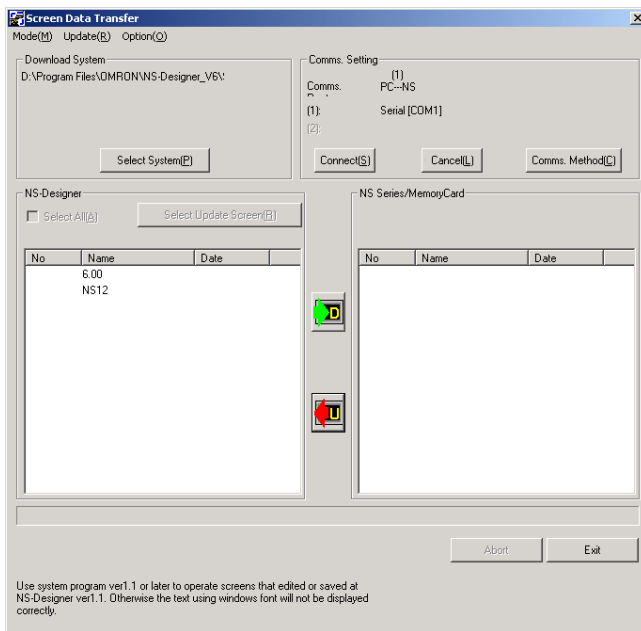 Screen Data Transfer
Mode(M) Update(R) Option(O)
Download System
D:\Program Files\OMRON\NS-Designer_V6\
Select System(P)
Comms. Setting
(1)
Comms. PC---NS
(1): Serial [COM1]
(2):
Connect(S) Cancel(L) Comms. Method(C)
NS-Designer
Select All(A) Select Update Screen(R)
No Name Date
6.00
NS12
NS Series/MemoryCard
No Name Date
D
U
Abort Exit
Use system program ver1.1 or later to operate screens that edited or saved at
NS-Designer ver1.1. Otherwise the text using windows font will not be displayed
correctly.